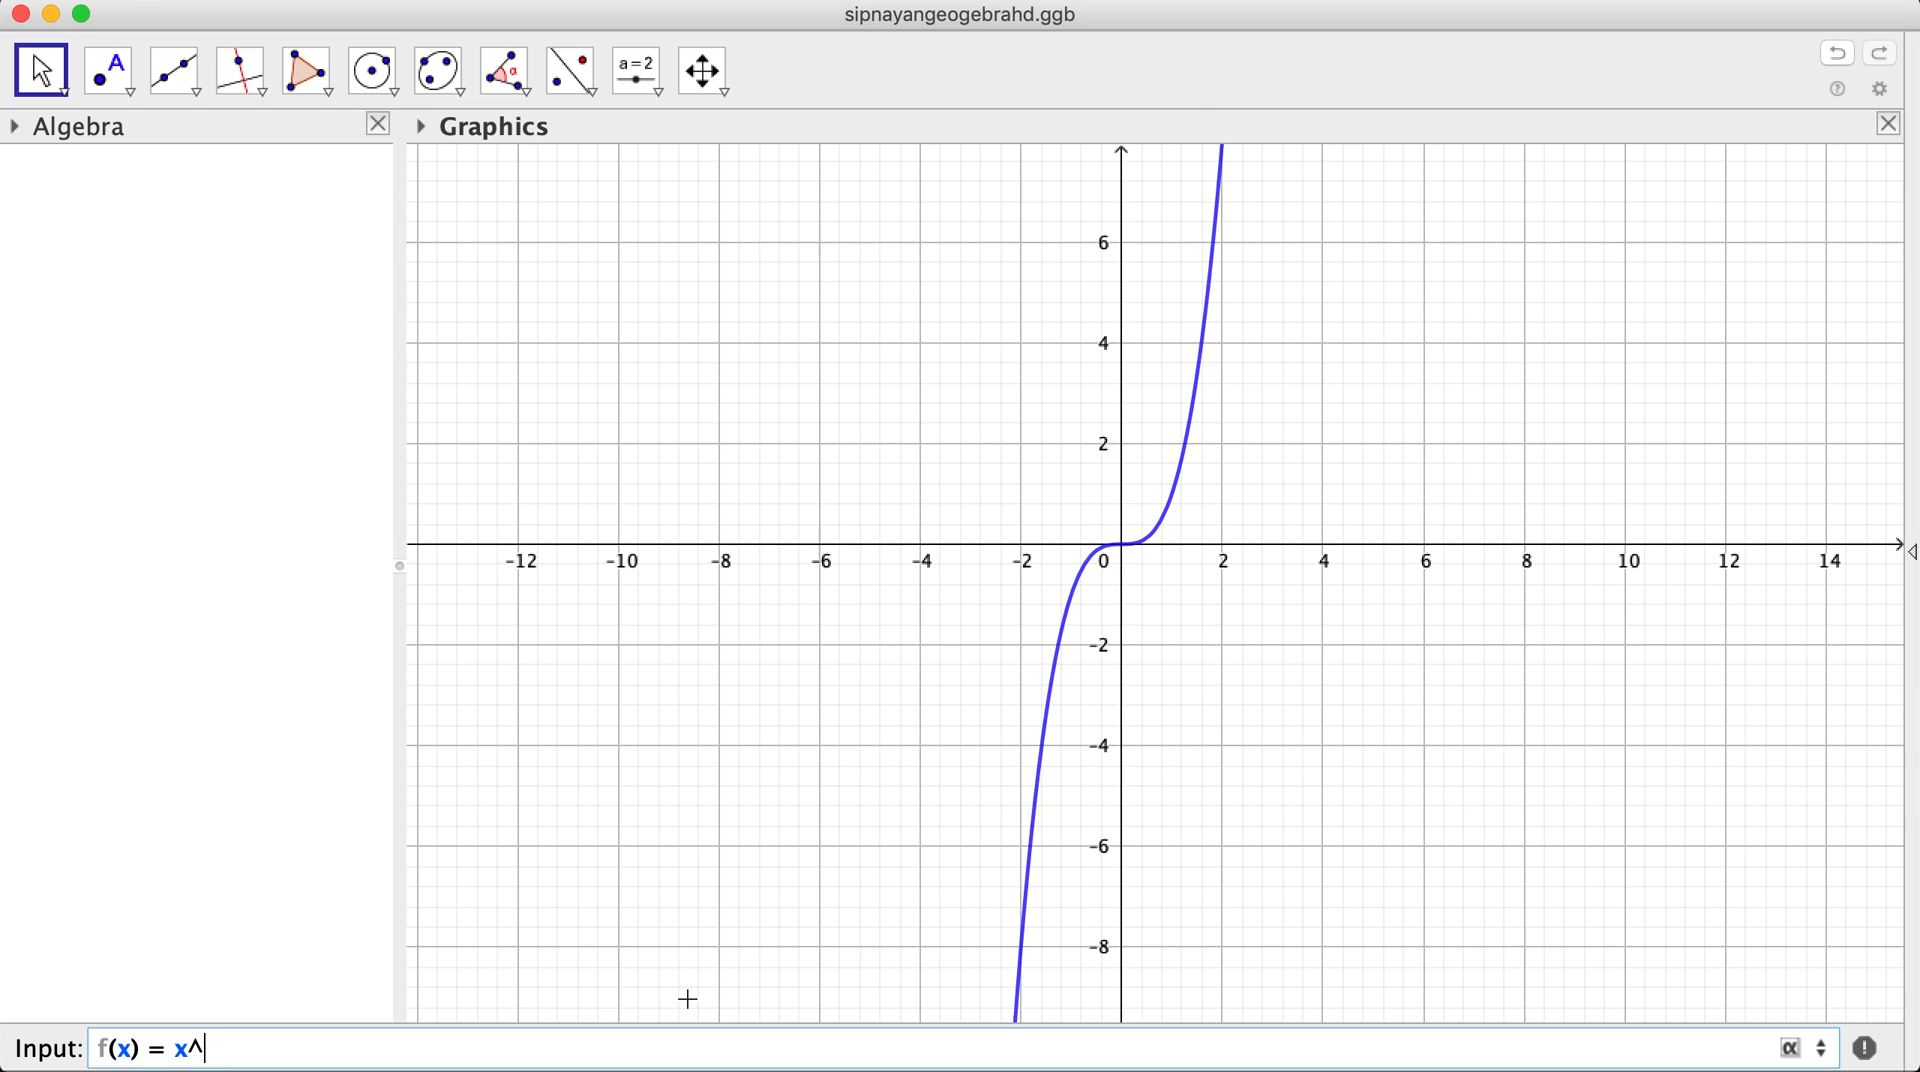 sipnayangeogebrahd.ggb
A
α
a=2
Algebra
Graphics
6
4
2
-12 -10 -8 -6 -4 -2 0 2 4 6 8 10 12 14
-2
-4
-6
-8
Input: f(x) = x^
α